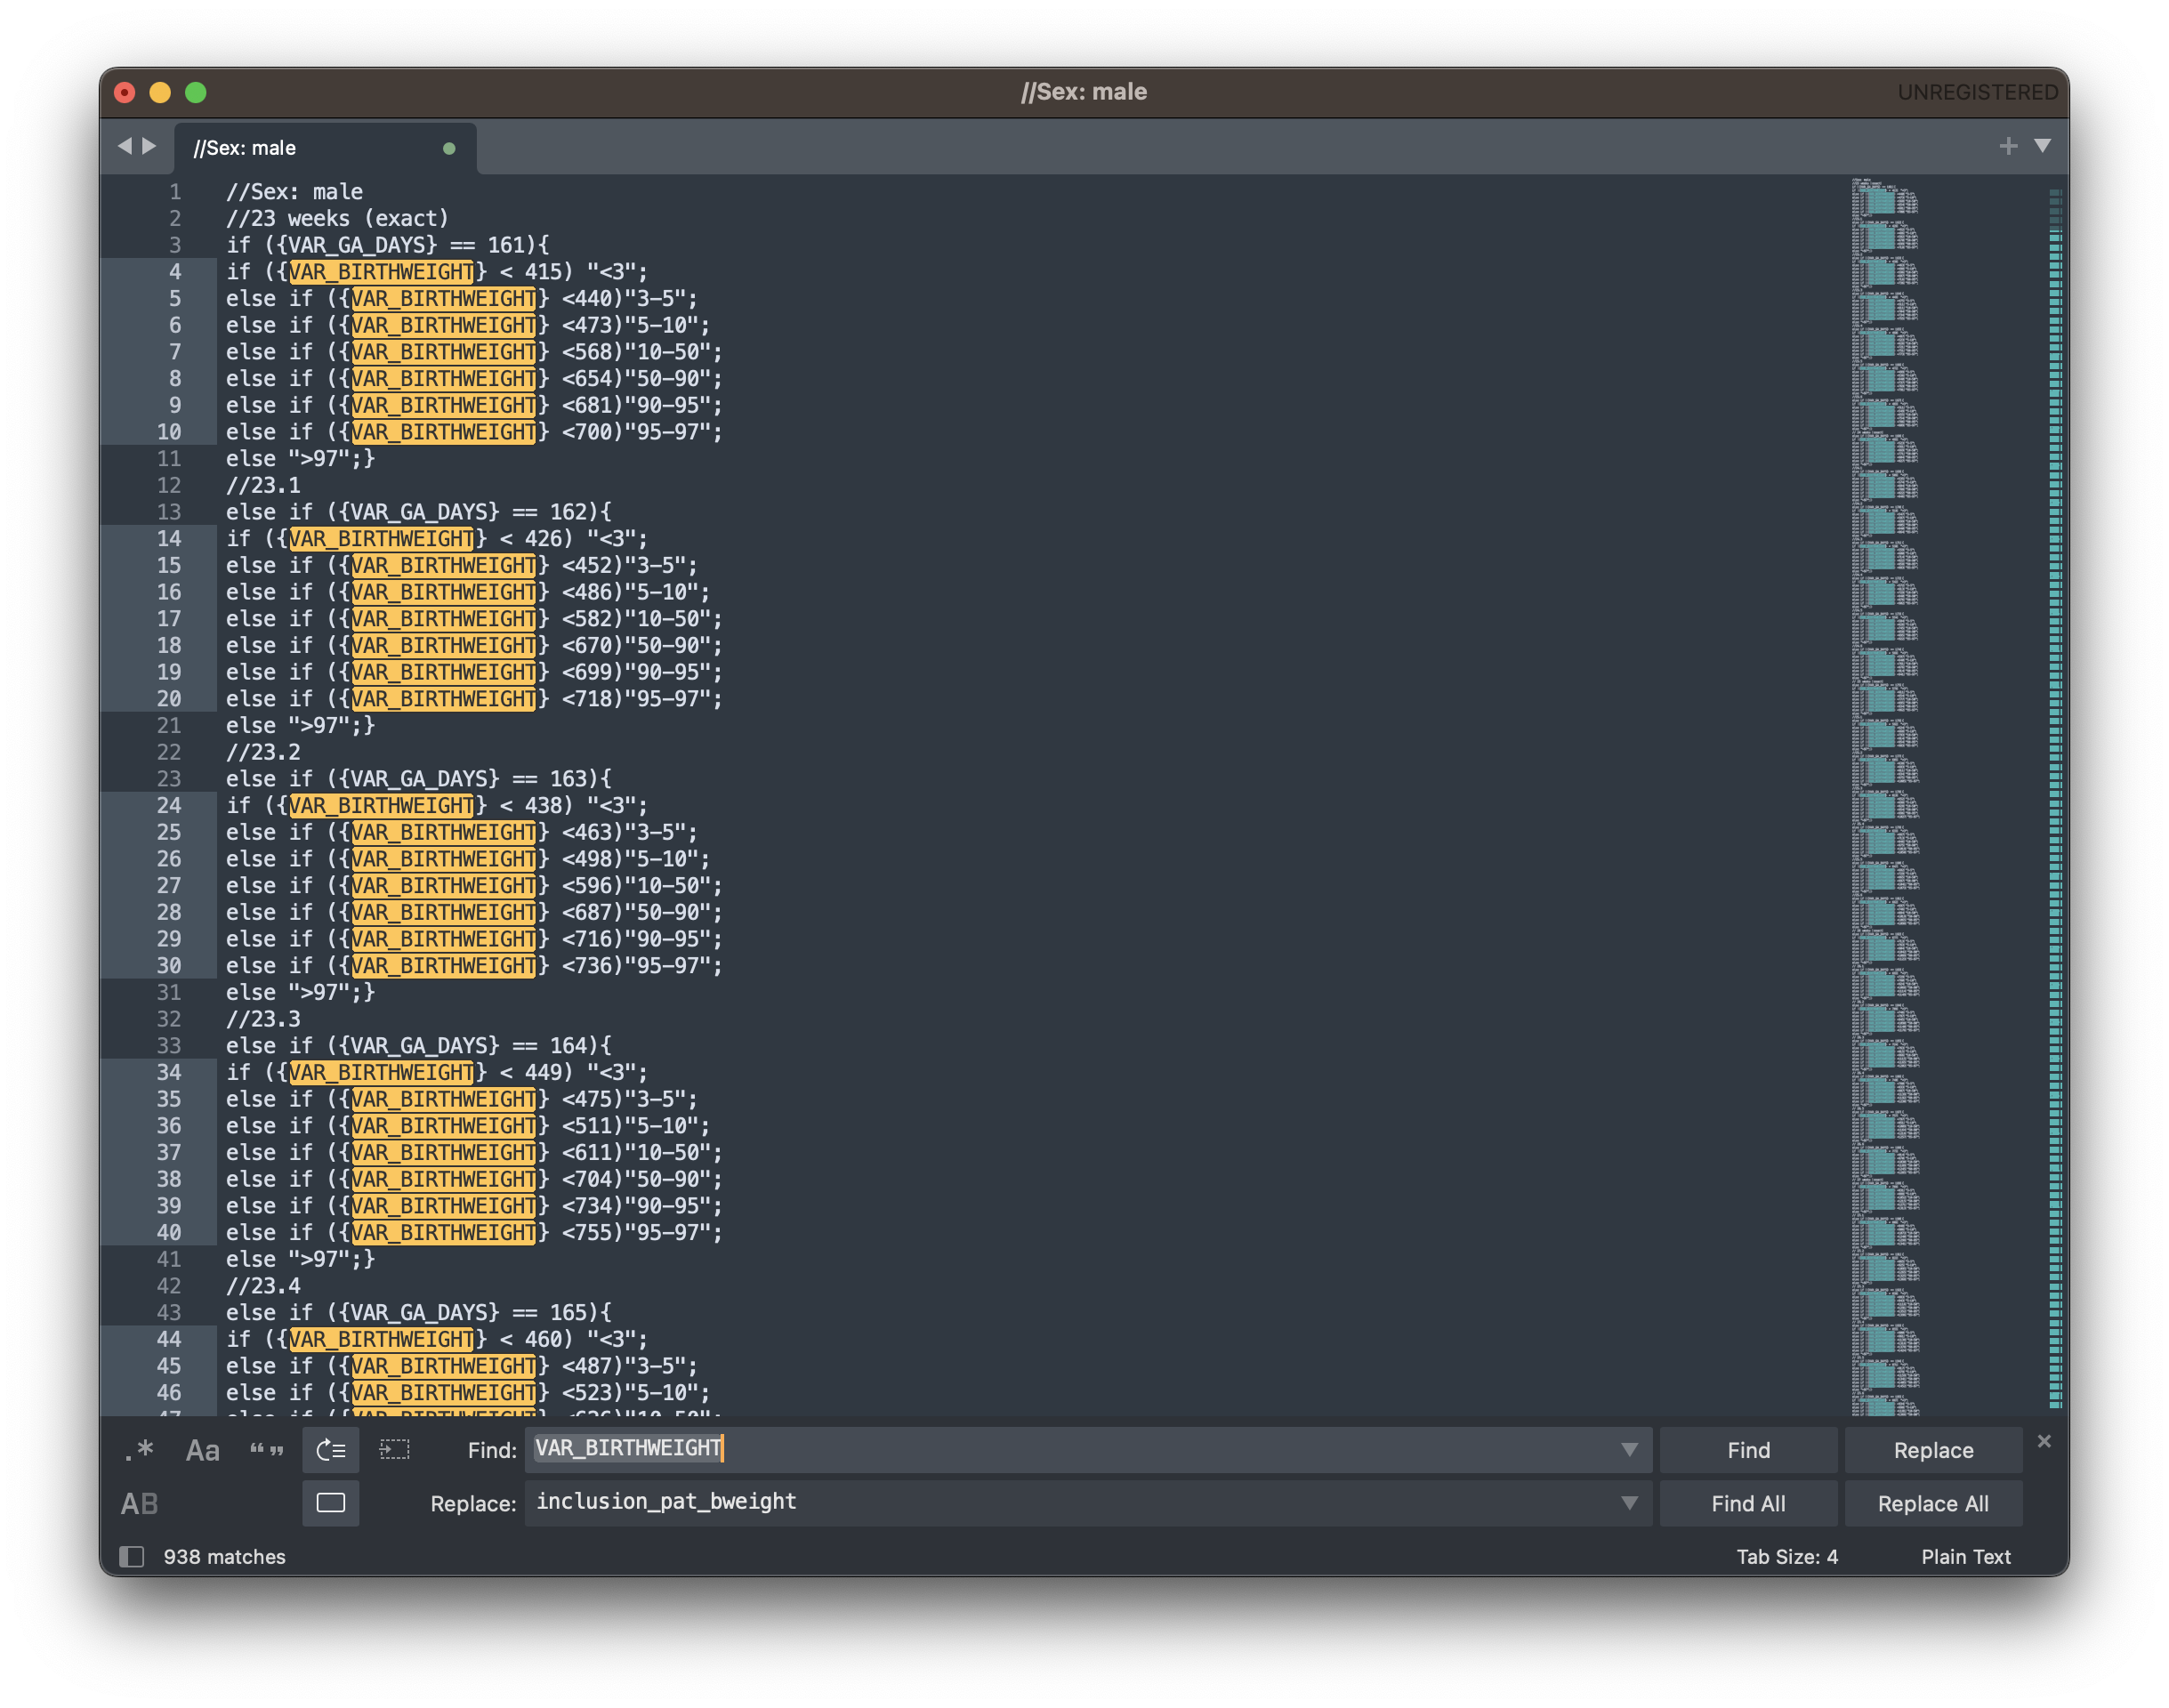 //Sex: male
UNREGISTERED
//Sex: male
1 //Sex: male
2 //23 weeks (exact)
3 if ({VAR_GA_DAYS} == 161){
4 if ({VAR_BIRTHWEIGHT} < 415) "<3";
5 else if ({VAR_BIRTHWEIGHT} <440)"3-5";
6 else if ({VAR_BIRTHWEIGHT} <473)"5-10";
7 else if ({VAR_BIRTHWEIGHT} <568)"10-50";
8 else if ({VAR_BIRTHWEIGHT} <654)"50-90";
9 else if ({VAR_BIRTHWEIGHT} <681)"90-95";
10 else if ({VAR_BIRTHWEIGHT} <700)"95-97";
11 else ">97";}
12 //23.1
13 else if ({VAR_GA_DAYS} == 162){
14 if ({VAR_BIRTHWEIGHT} < 426) "<3";
15 else if ({VAR_BIRTHWEIGHT} <452)"3-5";
16 else if ({VAR_BIRTHWEIGHT} <486)"5-10";
17 else if ({VAR_BIRTHWEIGHT} <582)"10-50";
18 else if ({VAR_BIRTHWEIGHT} <670)"50-90";
19 else if ({VAR_BIRTHWEIGHT} <699)"90-95";
20 else if ({VAR_BIRTHWEIGHT} <718)"95-97";
21 else ">97";}
22 //23.2
23 else if ({VAR_GA_DAYS} == 163){
24 if ({VAR_BIRTHWEIGHT} < 438) "<3";
25 else if ({VAR_BIRTHWEIGHT} <463)"3-5";
26 else if ({VAR_BIRTHWEIGHT} <498)"5-10";
27 else if ({VAR_BIRTHWEIGHT} <596)"10-50";
28 else if ({VAR_BIRTHWEIGHT} <687)"50-90";
29 else if ({VAR_BIRTHWEIGHT} <716)"90-95";
30 else if ({VAR_BIRTHWEIGHT} <736)"95-97";
31 else ">97";}
32 //23.3
33 else if ({VAR_GA_DAYS} == 164){
34 if ({VAR_BIRTHWEIGHT} < 449) "<3";
35 else if ({VAR_BIRTHWEIGHT} <475)"3-5";
36 else if ({VAR_BIRTHWEIGHT} <511)"5-10";
37 else if ({VAR_BIRTHWEIGHT} <611)"10-50";
38 else if ({VAR_BIRTHWEIGHT} <704)"50-90";
39 else if ({VAR_BIRTHWEIGHT} <734)"90-95";
40 else if ({VAR_BIRTHWEIGHT} <755)"95-97";
41 else ">97";}
42 //23.4
43 else if ({VAR_GA_DAYS} == 165){
44 if ({VAR_BIRTHWEIGHT} < 460) "<3";
45 else if ({VAR_BIRTHWEIGHT} <487)"3-5";
46 else if ({VAR_BIRTHWEIGHT} <523)"5-10";
.* Aa “” Find: VAR_BIRTHWEIGHT Find Replace
AB Replace: inclusion_pat_bweight Find All Replace All
938 matches Tab Size: 4 Plain Text